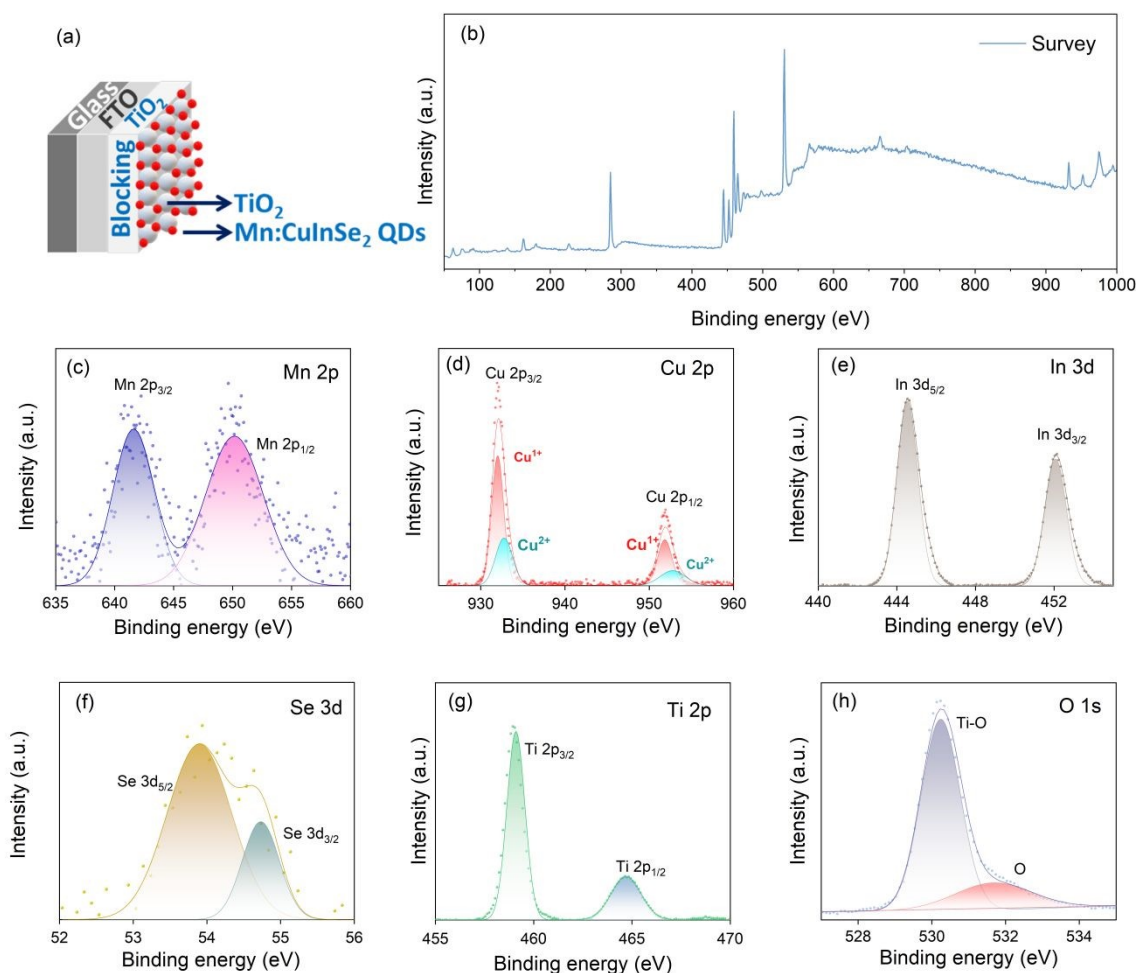 (a)
Glass
FTO
TiO₂
Blocking
TiO₂
Mn:CuInSe₂ QDs
(b)
Survey
Intensity (a.u.)
100 200 300 400 500 600 700 800 900 1000
Binding energy (eV)
(c)
Mn 2p
Mn 2p₃/₂
Mn 2p₁/₂
Intensity (a.u.)
635 640 645 650 655 660
Binding energy (eV)
(d)
Cu 2p
Cu 2p₃/₂
Cu¹⁺
Cu²⁺
Cu 2p₁/₂
Cu¹⁺
Cu²⁺
Intensity (a.u.)
930 940 950 960
Binding energy (eV)
(e)
In 3d
In 3d₅/₂
In 3d₃/₂
Intensity (a.u.)
440 444 448 452
Binding energy (eV)
(f)
Se 3d
Se 3d₅/₂
Se 3d₃/₂
Intensity (a.u.)
52 53 54 55 56
Binding energy (eV)
(g)
Ti 2p
Ti 2p₃/₂
Ti 2p₁/₂
Intensity (a.u.)
455 460 465 470
Binding energy (eV)
(h)
O 1s
Ti-O
O
Intensity (a.u.)
528 530 532 534
Binding energy (eV)